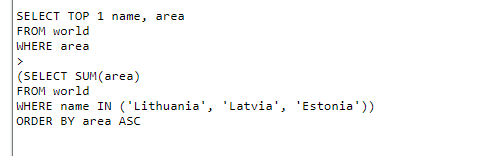 SELECT TOP 1 name, area
FROM world
WHERE area
>
(SELECT SUM(area)
FROM world
WHERE name IN ('Lithuania', 'Latvia', 'Estonia'))
ORDER BY area ASC